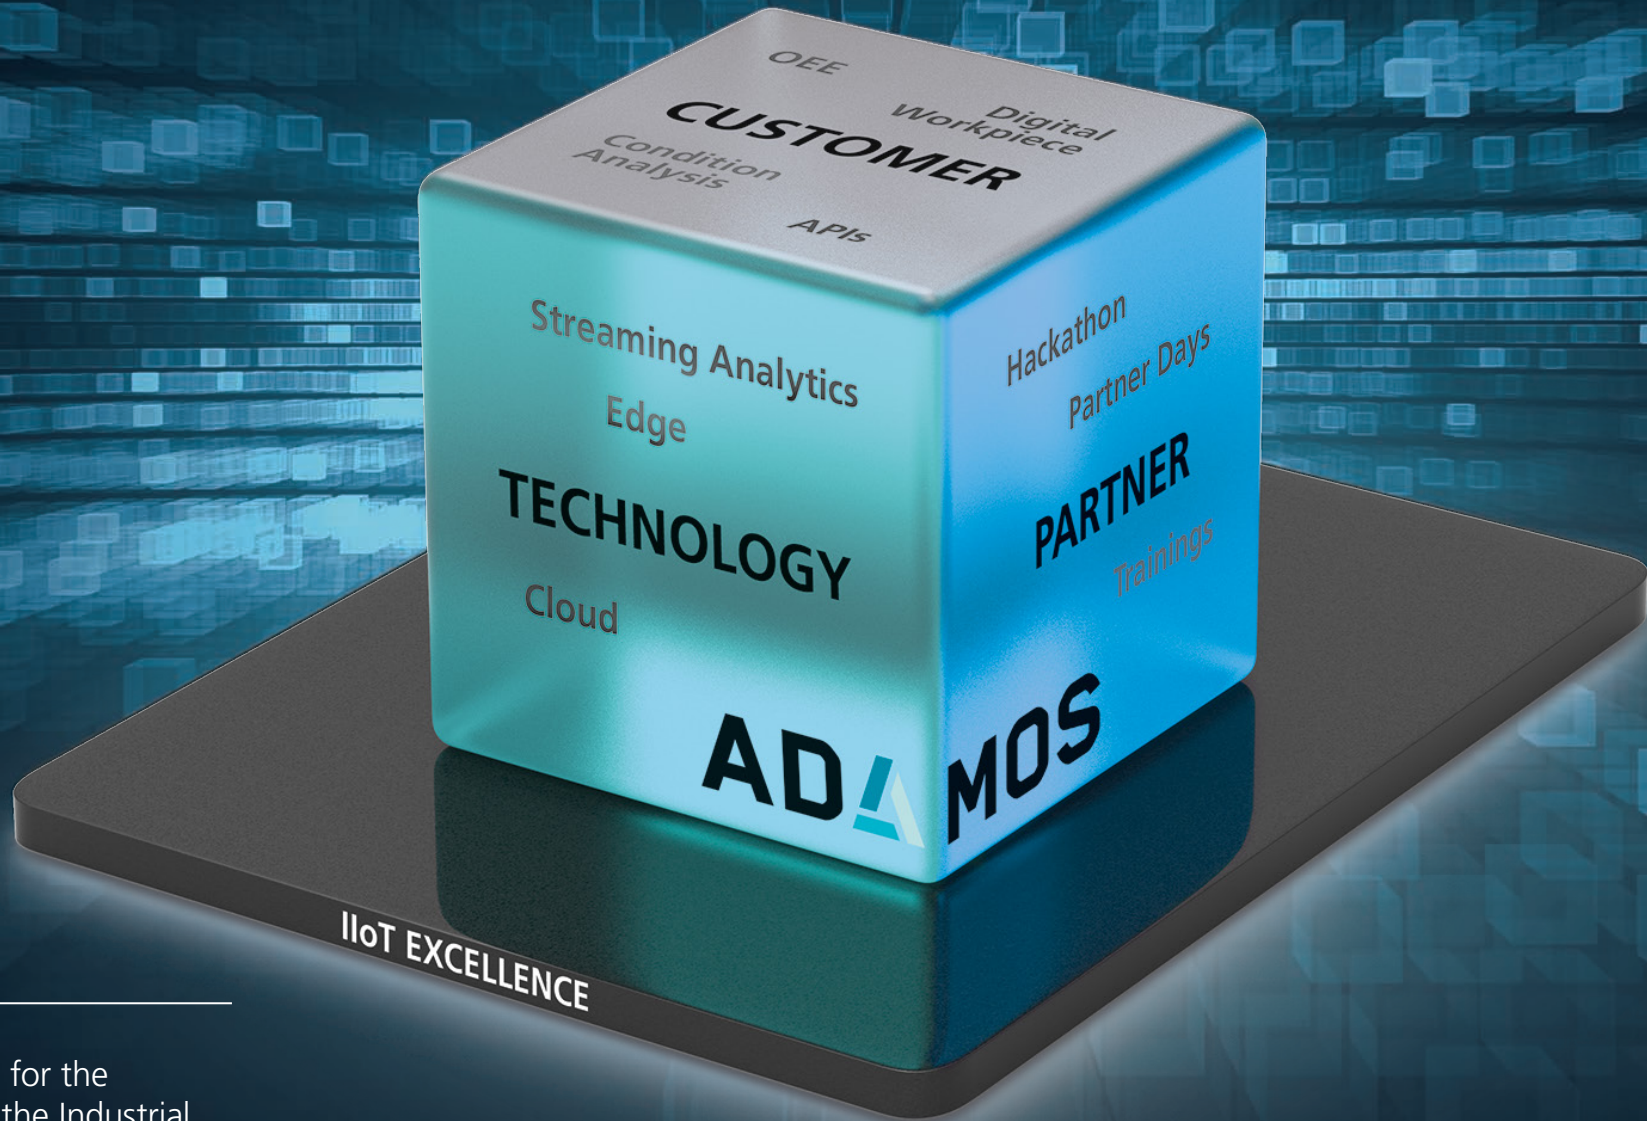 OEE
Digital
Workpiece
CUSTOMER
Condition
Analysis
APIs
Streaming Analytics
Edge
TECHNOLOGY
Cloud
Hackathon
Partner Days
PARTNER
Trainings
ADAMOS
IIoT EXCELLENCE
for the
the Industrial